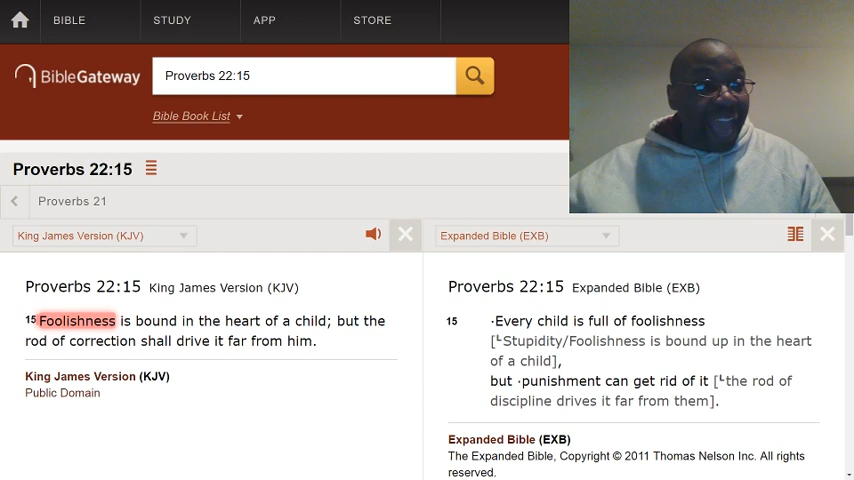 BIBLE STUDY APP STORE
BibleGateway Proverbs 22:15
Bible Book List
Proverbs 22:15
Proverbs 21
King James Version (KJV)
Proverbs 22:15 King James Version (KJV)
15 Foolishness is bound in the heart of a child; but the
rod of correction shall drive it far from him.
King James Version (KJV)
Public Domain
Expanded Bible (EXB)
Proverbs 22:15 Expanded Bible (EXB)
15 ·Every child is full of foolishness
[└Stupidity/Foolishness is bound up in the heart
of a child],
but ·punishment can get rid of it [└the rod of
discipline drives it far from them].
Expanded Bible (EXB)
The Expanded Bible, Copyright © 2011 Thomas Nelson Inc. All rights
reserved.